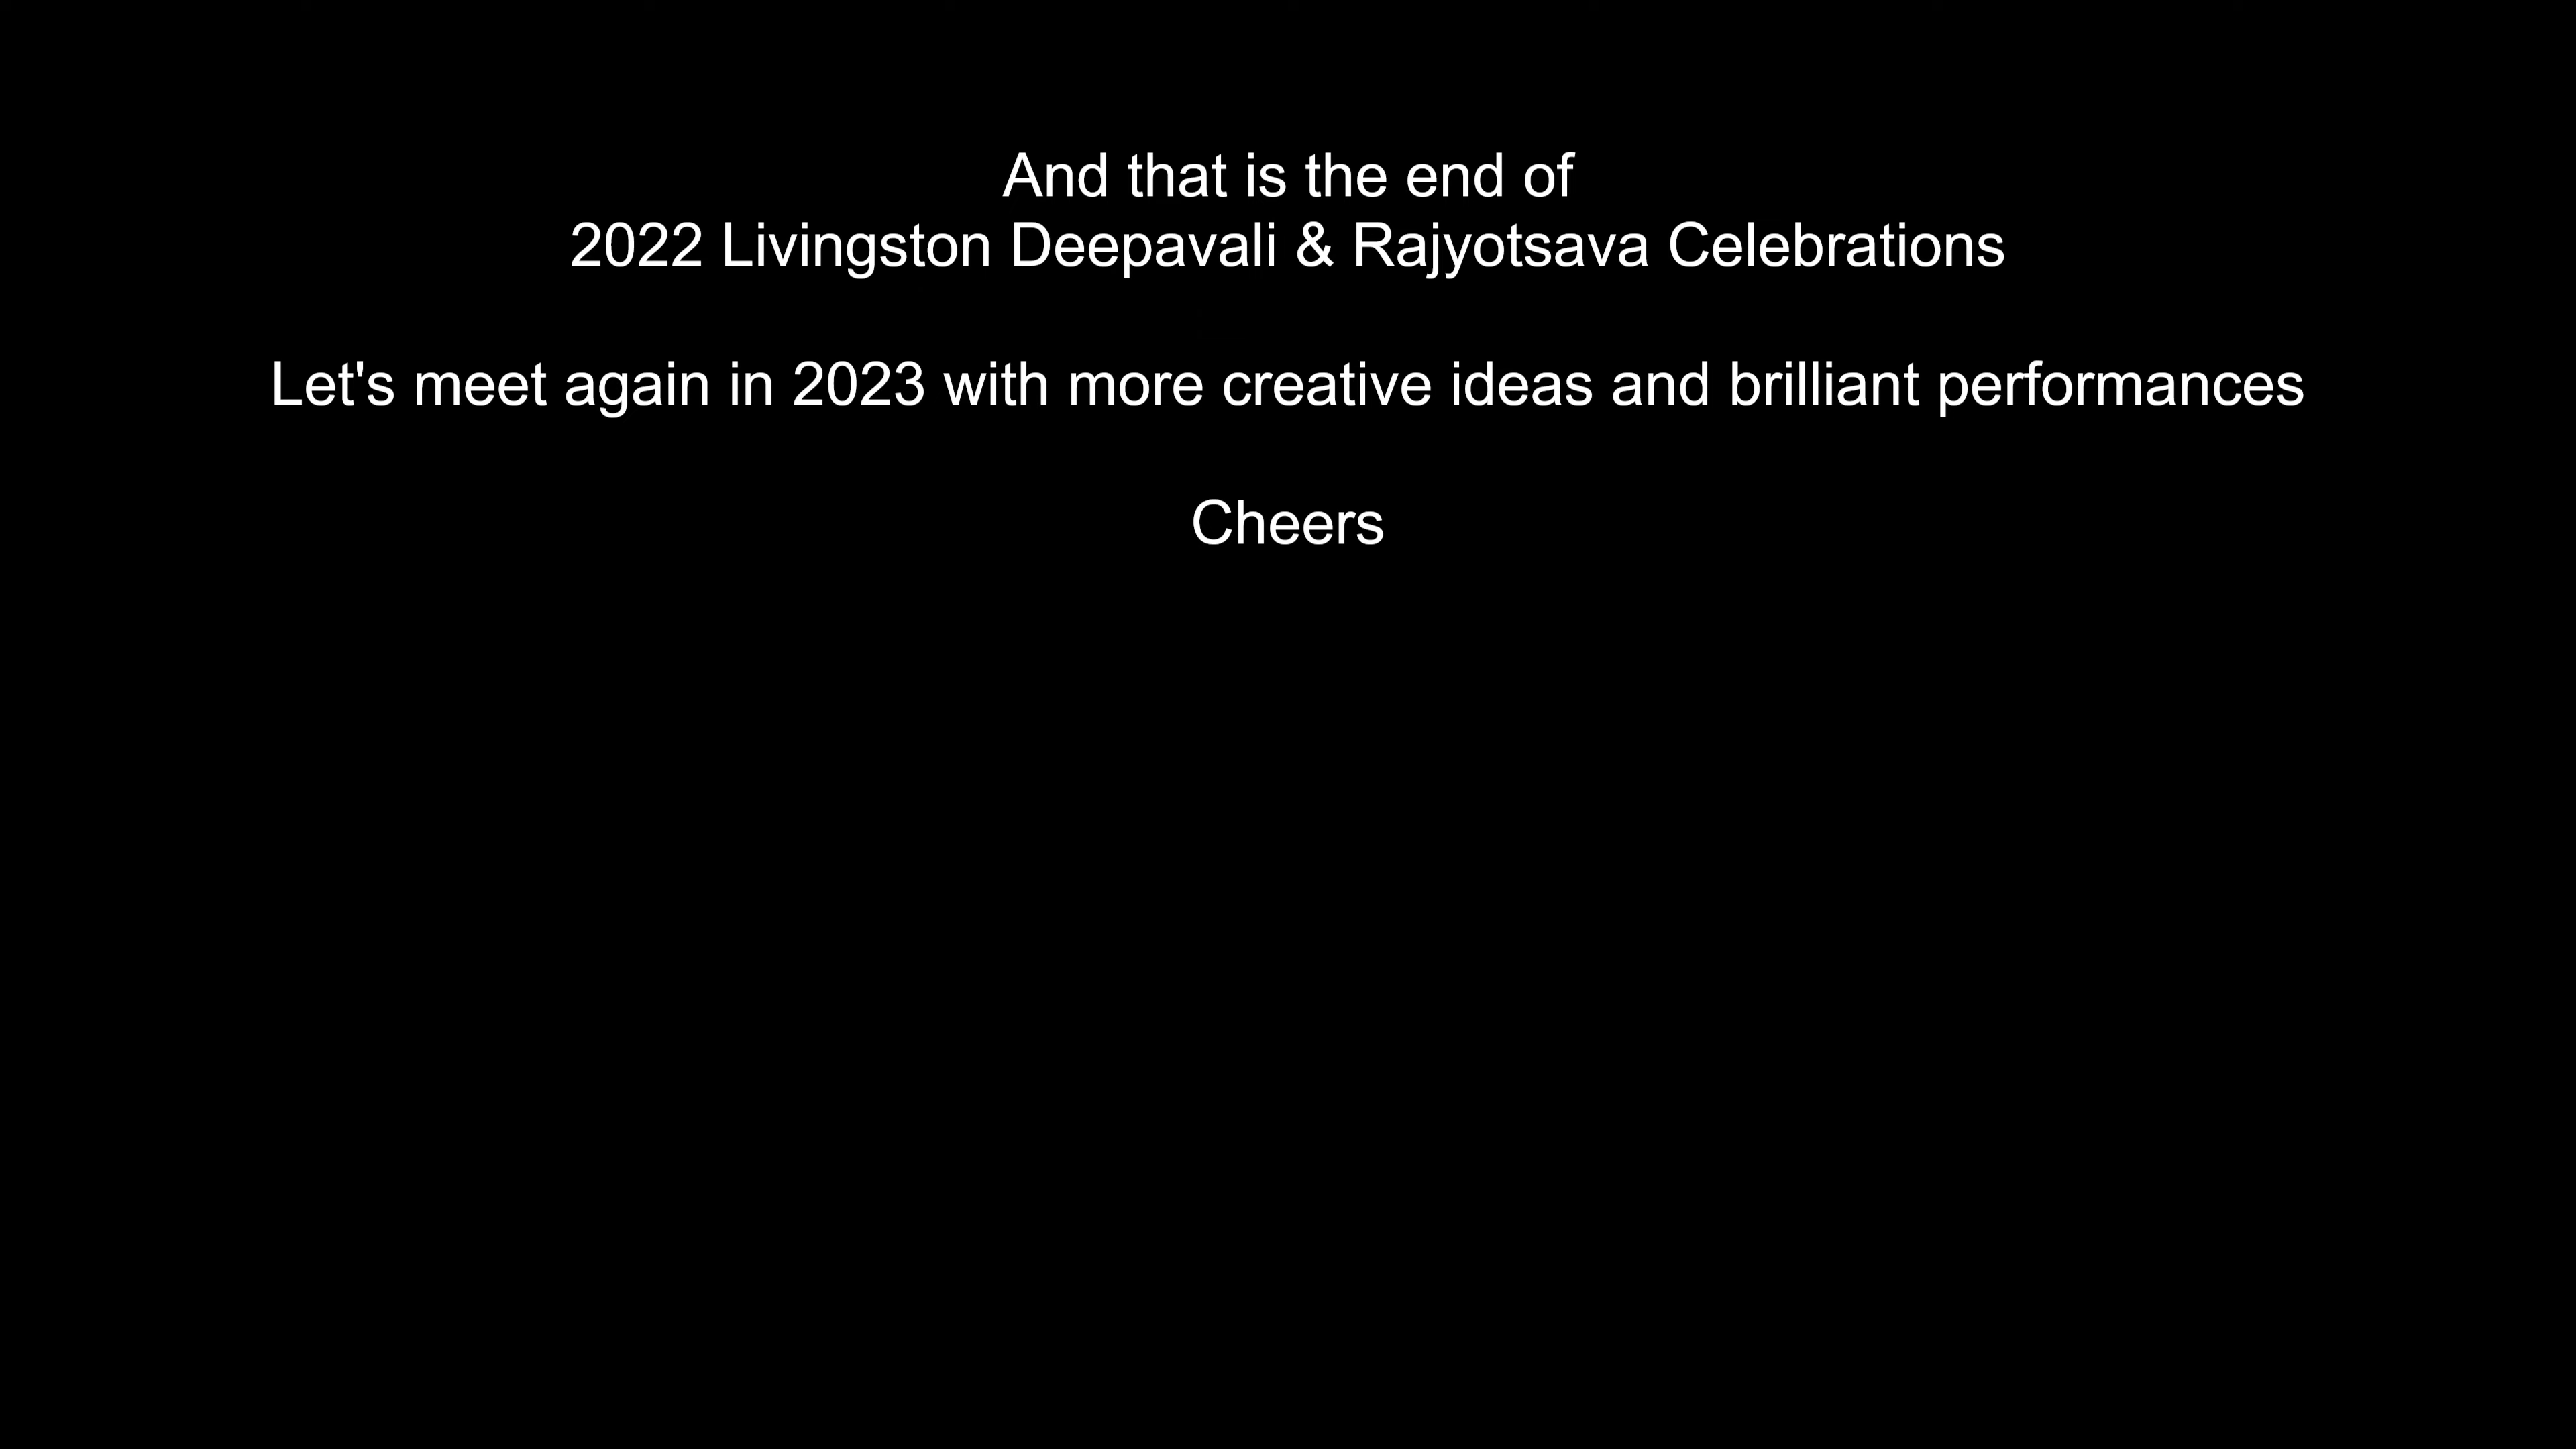 And that is the end of
2022 Livingston Deepavali & Rajyotsava Celebrations
Let's meet again in 2023 with more creative ideas and brilliant performances
Cheers